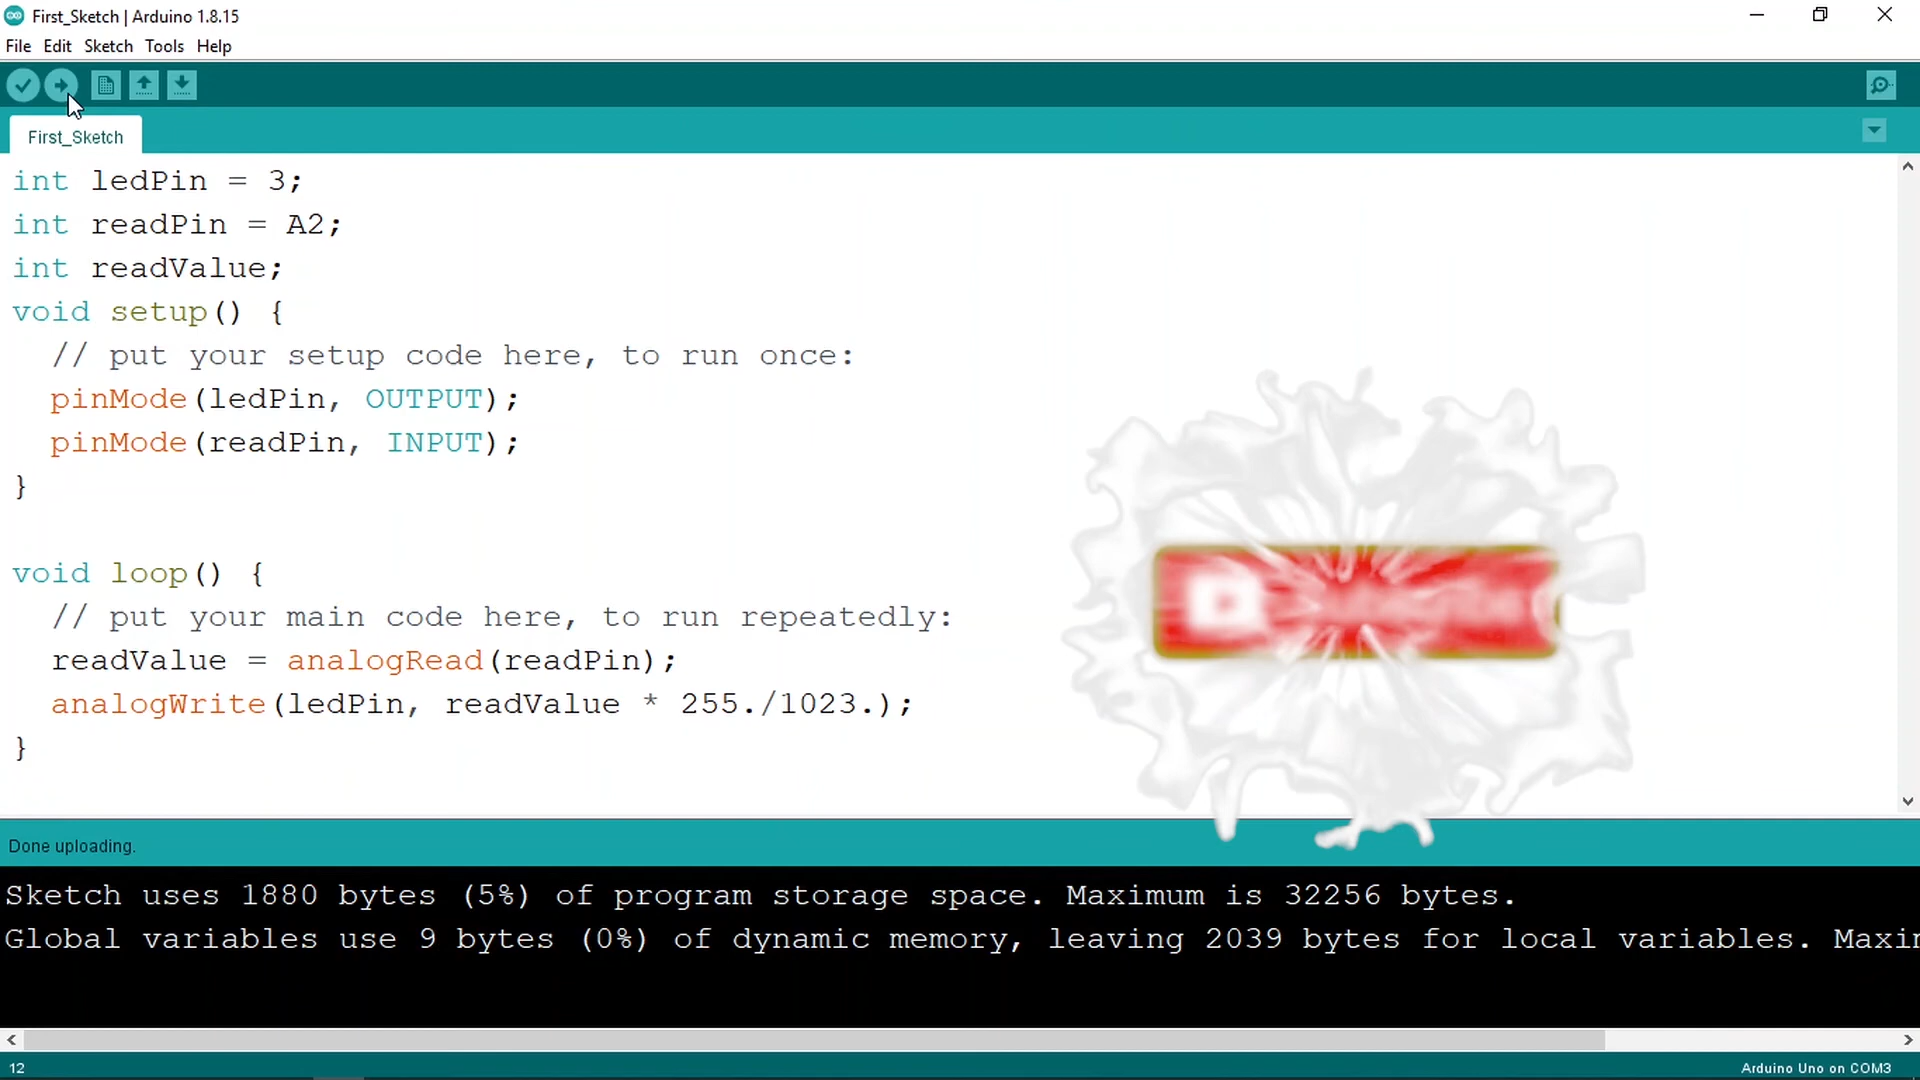 First_Sketch | Arduino 1.8.15
File Edit Sketch Tools Help
First_Sketch
int ledPin = 3;
int readPin = A2;
int readValue;
void setup() {
  // put your setup code here, to run once:
  pinMode(ledPin, OUTPUT);
  pinMode(readPin, INPUT);
}
void loop() {
  // put your main code here, to run repeatedly:
  readValue = analogRead(readPin);
  analogWrite(ledPin, readValue * 255./1023.);
}
Done uploading.
Sketch uses 1880 bytes (5%) of program storage space. Maximum is 32256 bytes.
Global variables use 9 bytes (0%) of dynamic memory, leaving 2039 bytes for local variables. Maxi
12
Arduino Uno on COM3